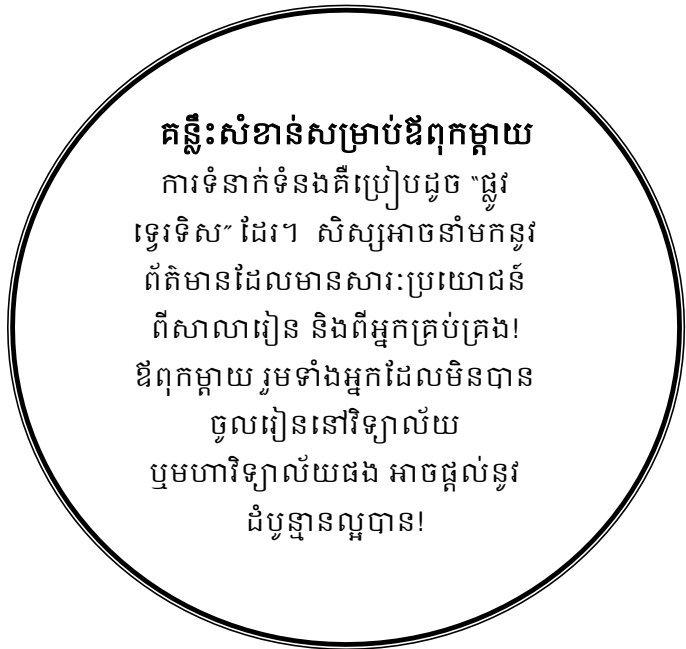 គន្លឹះសំខាន់សម្រាប់ឪពុកម្តាយ
ការទំនាក់ទំនងគឺប្រៀបដូច “ផ្លូវ
ទ្វេរទិស” ដែរ។ សិស្សអាចនាំមកនូវ
ព័ត៌មានដែលមានសារៈប្រយោជន៍
ពីសាលារៀន និងពីអ្នកគ្រប់គ្រង!
ឪពុកម្តាយ រួមទាំងអ្នកដែលមិនបាន
ចូលរៀននៅវិទ្យាល័យ
ឬមហាវិទ្យាល័យផង អាចផ្តល់នូវ
ដំបូន្មានល្អបាន!